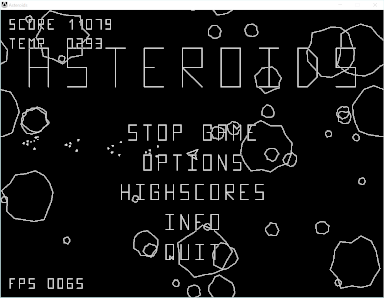 SCORE 11079
TEMP 0293
ASTEROIDS
STOP GAME
OPTIONS
HIGHSCORES
INFO
QUIT
FPS 0065